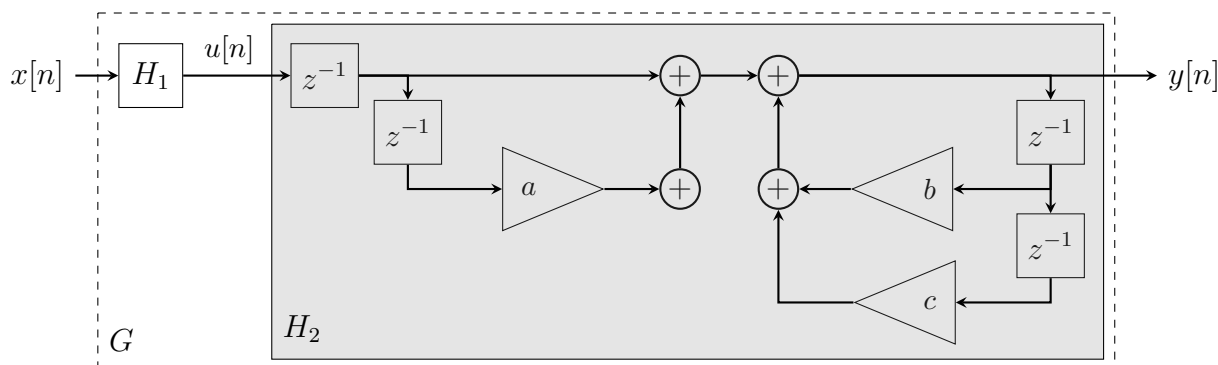 x[n] H₁ u[n] z⁻¹ + + y[n]
z⁻¹ z⁻¹
a + + b
z⁻¹
c
H₂
G